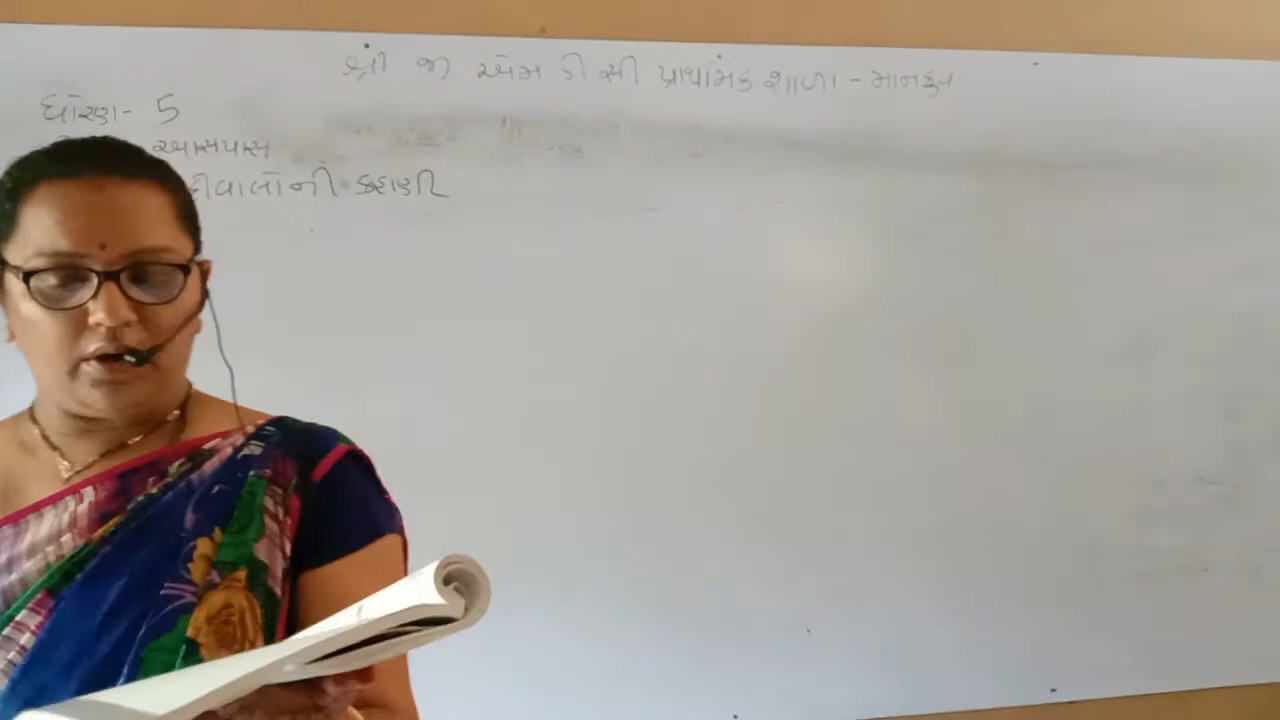 શ્રી જી એમ ડી સી પ્રાથમિક શાળા - માનકુવા
ધોરણ - 5
આસપાસ
દીવાલોની કહાણી